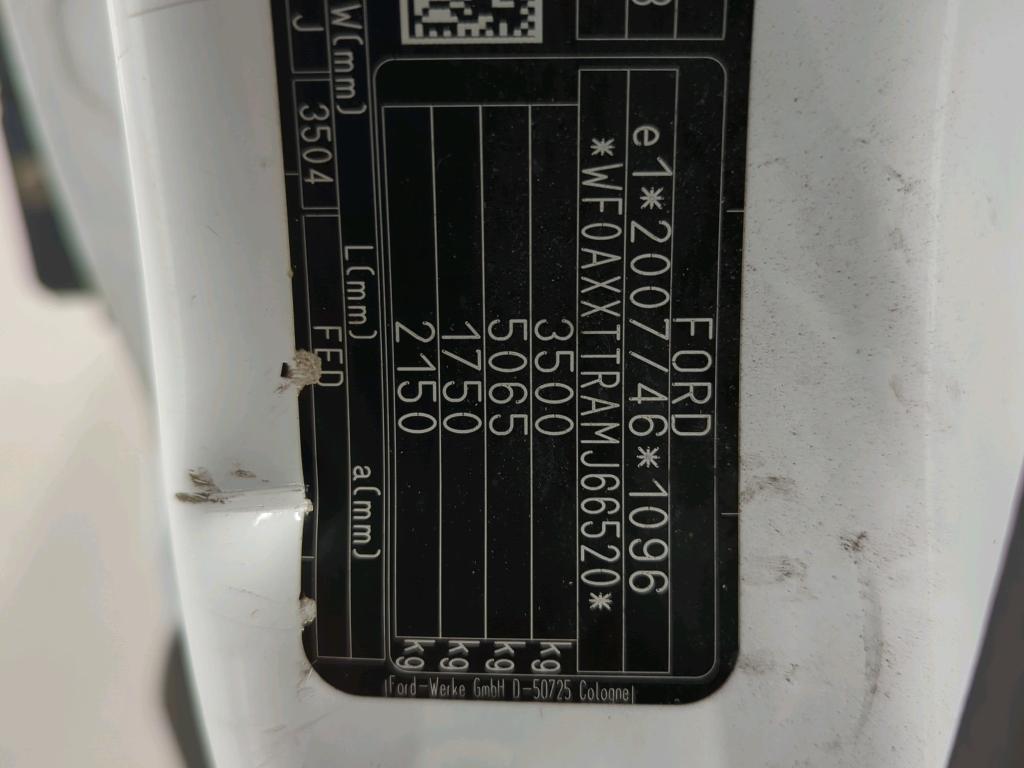 FORD
e1*2007/46*1096
*WF0AXXTTRAMJ66520*
3500 kg
5065 kg
1750 kg
2150 kg
W(mm) L(mm) a(mm)
J 3504 FED
Ford-Werke GmbH D-50725 Cologne